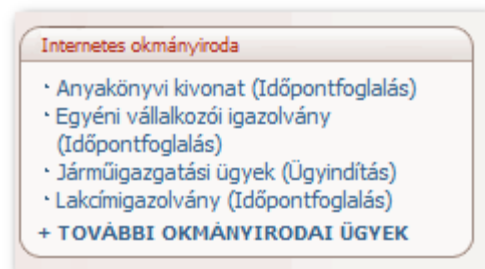 Internetes okmányiroda
· Anyakönyvi kivonat (Időpontfoglalás)
· Egyéni vállalkozói igazolvány
(Időpontfoglalás)
· Járműigazgatási ügyek (Ügyindítás)
· Lakcímigazolvány (Időpontfoglalás)
+ TOVÁBBI OKMÁNYIRODAI ÜGYEK